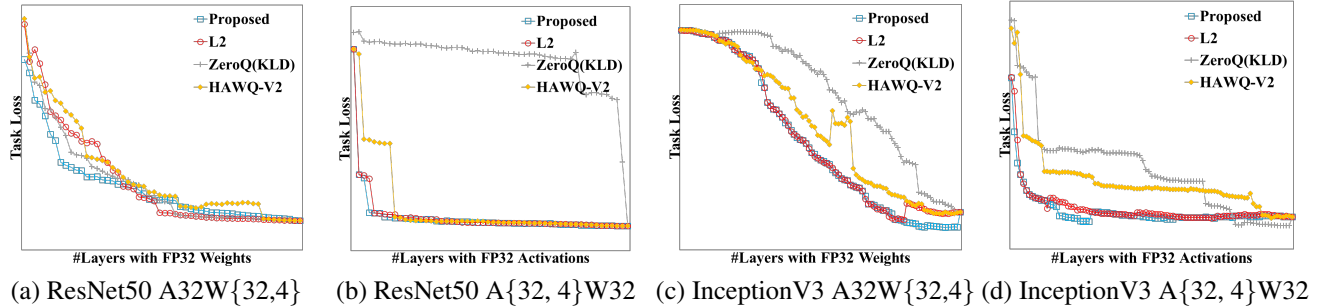 Proposed
L2
ZeroQ(KLD)
HAWQ-V2
Task Loss
#Layers with FP32 Weights
(a) ResNet50 A32W{32,4}
Proposed
L2
ZeroQ(KLD)
HAWQ-V2
Task Loss
#Layers with FP32 Activations
(b) ResNet50 A{32, 4}W32
Proposed
L2
ZeroQ(KLD)
HAWQ-V2
Task Loss
#Layers with FP32 Weights
(c) InceptionV3 A32W{32,4}
Proposed
L2
ZeroQ(KLD)
HAWQ-V2
Task Loss
#Layers with FP32 Activations
(d) InceptionV3 A{32, 4}W32